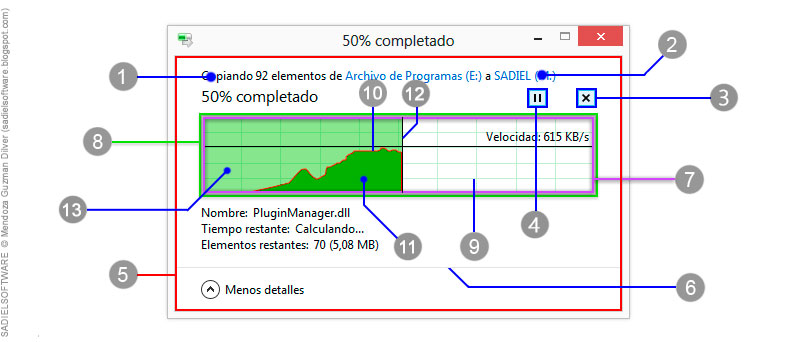 50% completado
1
2
Copiando 92 elementos de Archivo de Programas (E:) a SADIEL
50% completado
10
12
3
8
Velocidad: 615 KB/s
7
13
Nombre: PluginManager.dll
4
Tiempo restante: Calculando...
11
9
Elementos restantes: 70 (5,08 MB)
5
6
Menos detalles
SADIELSOFTWARE © Mendoza Guzman Dilver (sadielsoftware.blogspot.com)